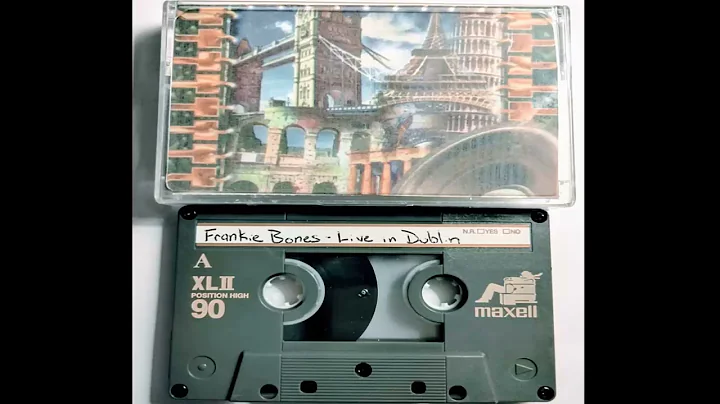 Frankie Bones - Live in Dublin
N.R. YES NO
A
XLII
POSITION HIGH
90
maxell